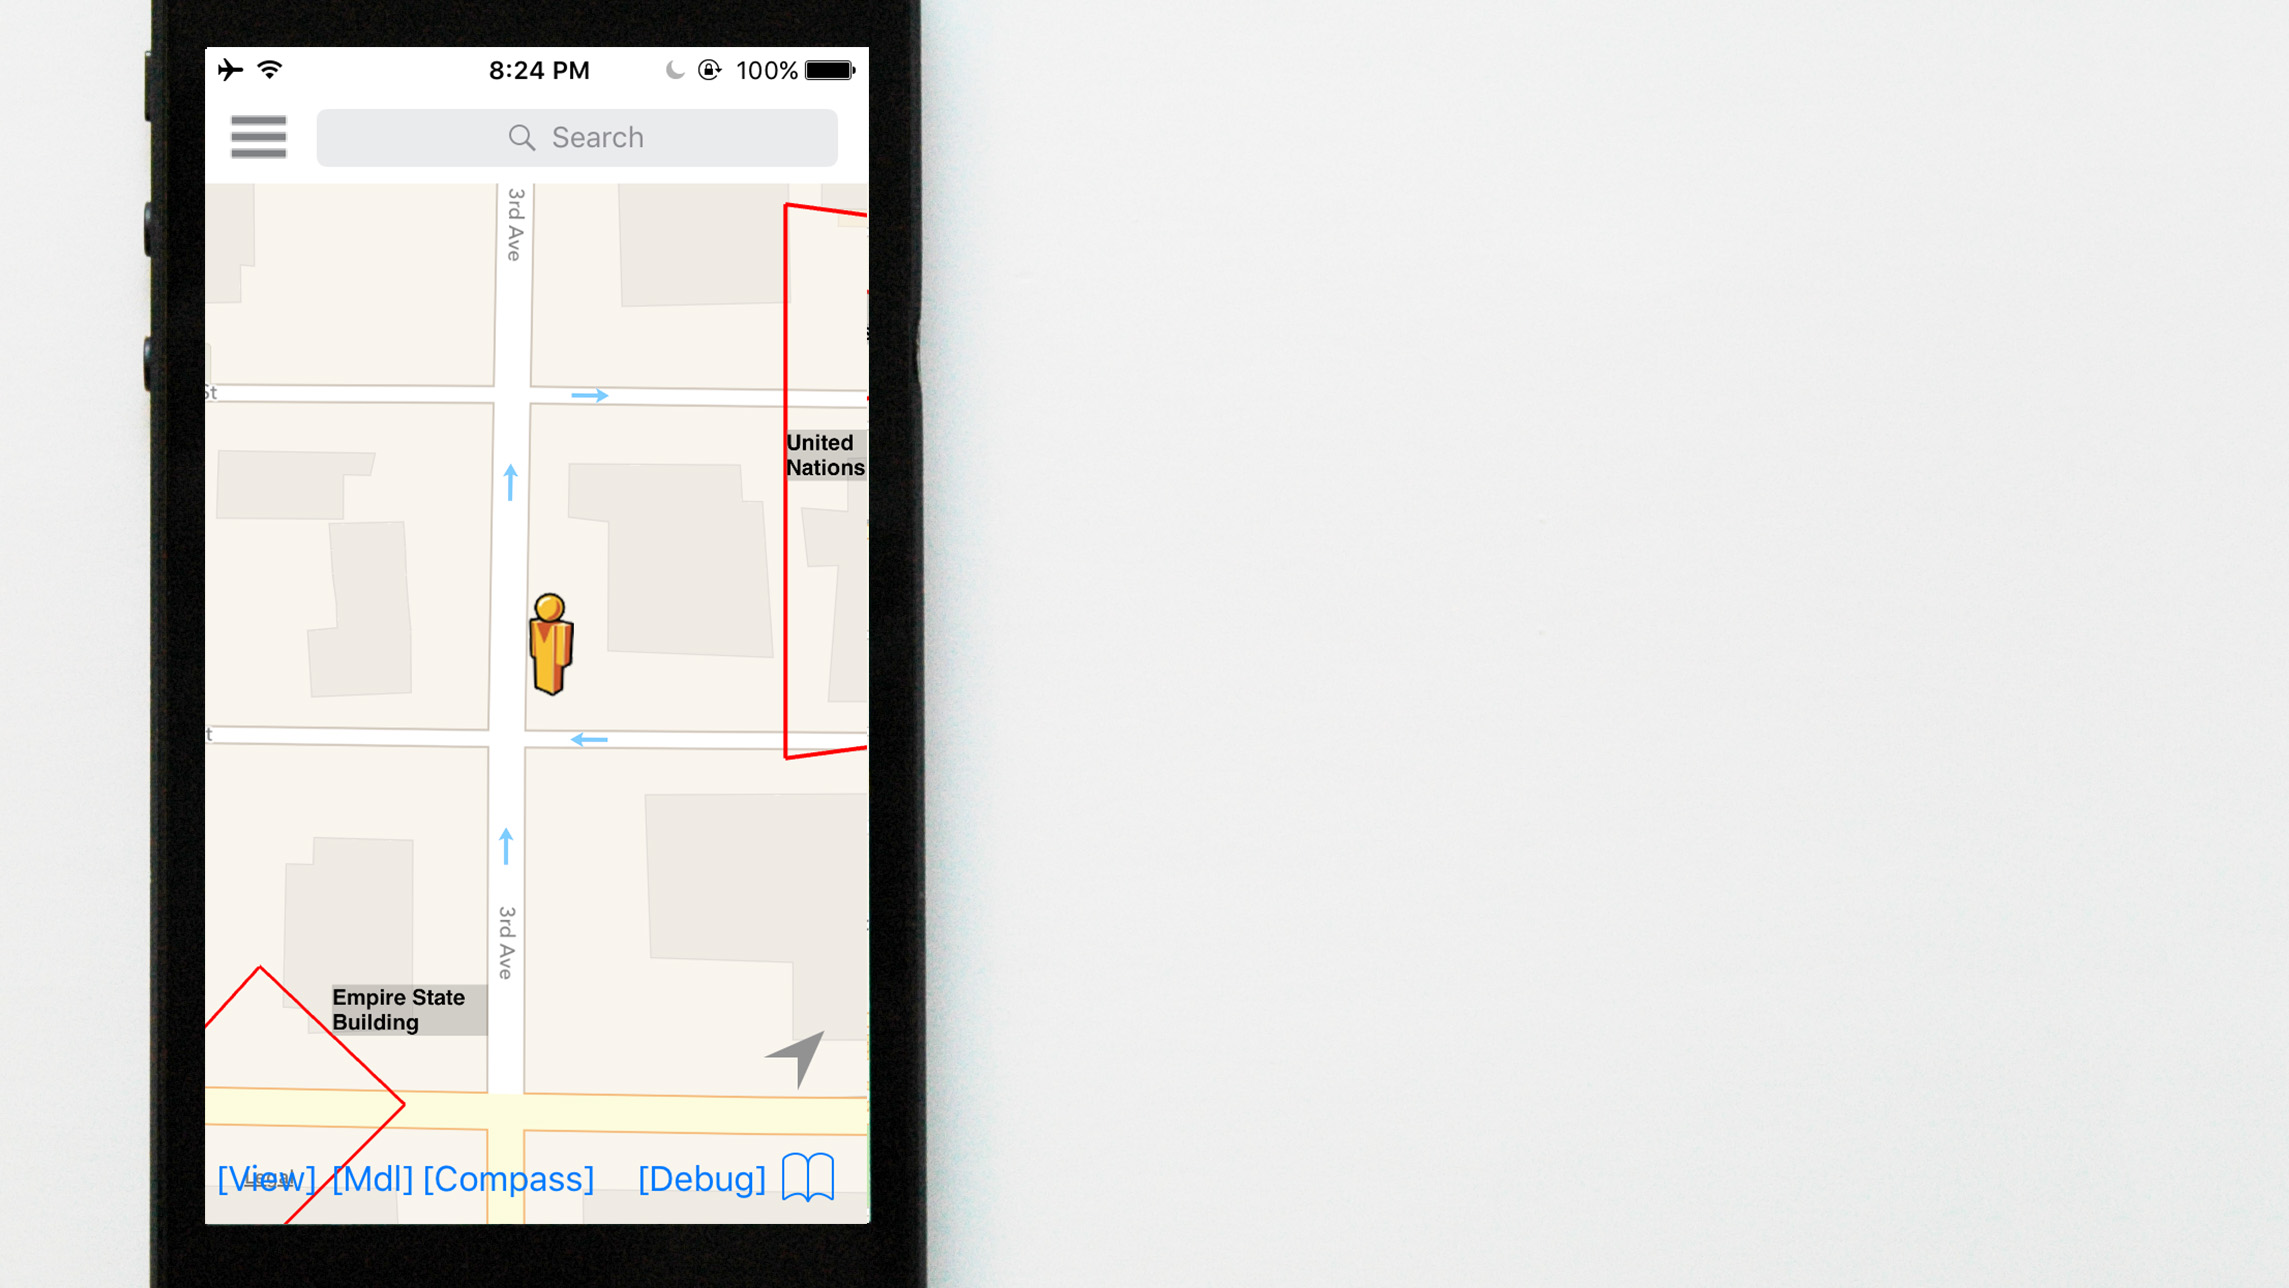 8:24 PM
100%
Search
3rd Ave
St
United
Nations
t
3rd Ave
Empire State
Building
[View] [Mdl] [Compass] [Debug]
Legal